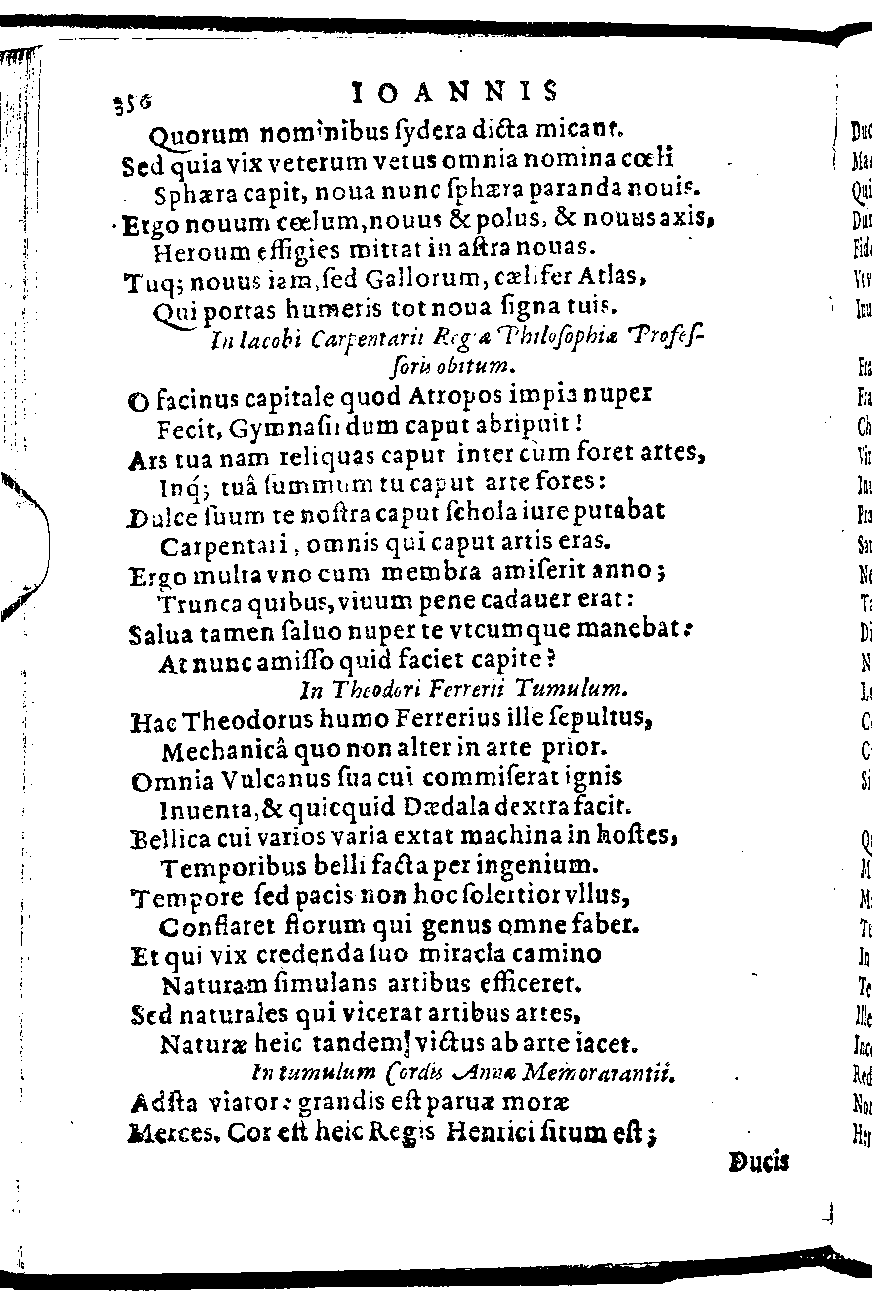 356 IOANNIS
Quorum nominibus ſydera dicta micant.
Sed quia vix veterum vetus omnia nomina cœli
Sphæra capit, noua nunc ſphæra paranda nouis.
Ergo nouum cœlum, nouus & polus, & nouus axis,
Heroum effigies mittat in aſtra nouas.
Tuq; nouus iam, ſed Gallorum, cælifer Atlas,
Qui portas humeris tot noua ſigna tuis.
In Iacobi Carpentarii Regiæ Philoſophiæ Profeſ-
ſoris obitum.
O facinus capitale quod Atropos impia nuper
Fecit, Gymnaſii dum caput abripuit!
Ars tua nam reliquas caput inter cùm foret artes,
Inq́; tuâ ſummum tu caput arte fores:
Dulce ſuum te noſtra caput ſchola iure putabat
Carpentari, omnis qui caput artis eras.
Ergo multa vno cum membra amiſerit anno;
Trunca quibus, viuum pene cadauer erat:
Salua tamen ſaluo nuper te vtcumque manebat:
At nunc amiſſo quid faciet capite?
In Theodori Ferrerii Tumulum.
Hac Theodorus humo Ferrerius ille ſepultus,
Mechanicâ quo non alter in arte prior.
Omnia Vulcanus ſua cui commiſerat ignis
Inuenta, & quicquid Dædala dextra facit.
Bellica cui varios varia extat machina in hoſtes,
Temporibus belli facta per ingenium.
Tempore ſed pacis non hoc ſolertior vllus,
Conflaret florum qui genus omne faber.
Et qui vix credenda ſuo miracla camino
Naturam ſimulans artibus efficeret.
Sed naturales qui vicerat artibus artes,
Naturæ heic tandem victus ab arte iacet.
In tumulum Cordis Annæ Memorarantii.
Adſta viator: grandis eſt paruæ moræ
Merces. Cor eſt heic Regis Henrici ſitum eſt;
Ducis